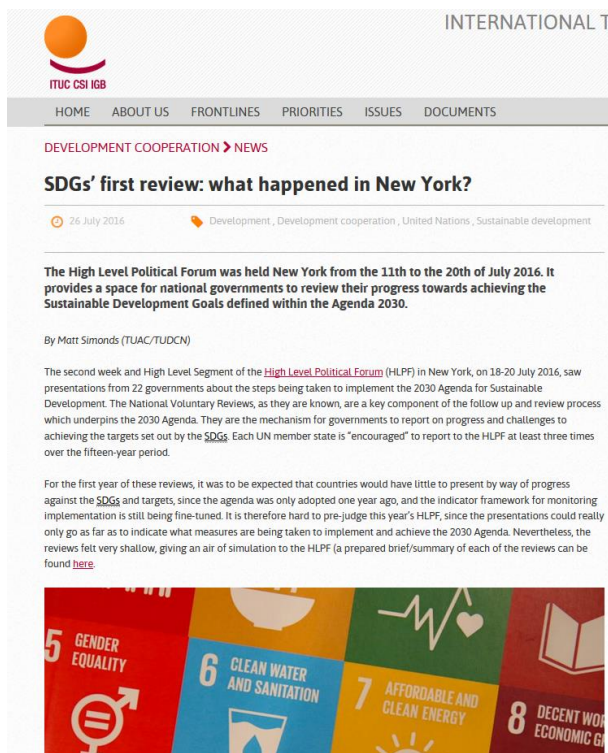 INTERNATIONAL T
ITUC CSI IGB
HOME ABOUT US FRONTLINES PRIORITIES ISSUES DOCUMENTS
DEVELOPMENT COOPERATION > NEWS
SDGs' first review: what happened in New York?
26 July 2016 Development , Development cooperation , United Nations , Sustainable development
The High Level Political Forum was held New York from the 11th to the 20th of July 2016. It
provides a space for national governments to review their progress towards achieving the
Sustainable Development Goals defined within the Agenda 2030.
By Matt Simonds (TUAC/TUDCN)
The second week and High Level Segment of the High Level Political Forum (HLPF) in New York, on 18-20 July 2016, saw
presentations from 22 governments about the steps being taken to implement the 2030 Agenda for Sustainable
Development. The National Voluntary Reviews, as they are known, are a key component of the follow up and review process
which underpins the 2030 Agenda. They are the mechanism for governments to report on progress and challenges to
achieving the targets set out by the SDGs. Each UN member state is "encouraged" to report to the HLPF at least three times
over the fifteen-year period.
For the first year of these reviews, it was to be expected that countries would have little to present by way of progress
against the SDGs and targets, since the agenda was only adopted one year ago, and the indicator framework for monitoring
implementation is still being fine-tuned. It is therefore hard to pre-judge this year's HLPF, since the presentations could really
only go as far as to indicate what measures are being taken to implement and achieve the 2030 Agenda. Nevertheless, the
reviews felt very shallow, giving an air of simulation to the HLPF (a prepared brief/summary of each of the reviews can be
found here.
5 GENDER
EQUALITY
6 CLEAN WATER
AND SANITATION
7 AFFORDABLE AND
CLEAN ENERGY
8 DECENT WOR
ECONOMIC G